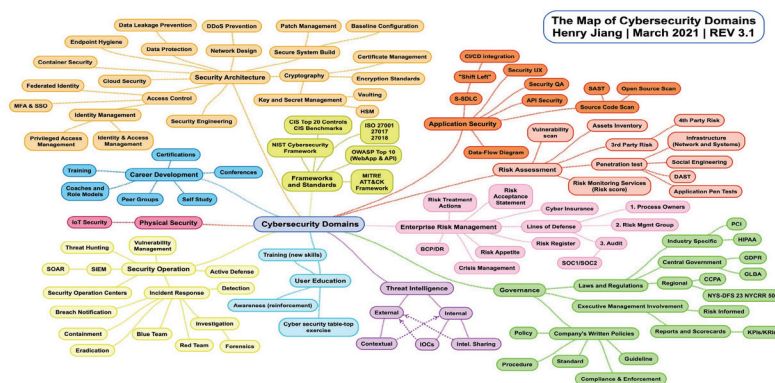 The Map of Cybersecurity Domains
Henry Jiang | March 2021 | REV 3.1
Cybersecurity Domains
Security Architecture
Data Leakage Prevention
DDoS Prevention
Endpoint Hygiene
Data Protection
Network Design
Container Security
Cloud Security
Federated Identity
Access Control
MFA & SSO
Identity Management
Security Engineering
Privileged Access
Management
Identity & Access
Management
Patch Management
Baseline Configuration
Secure System Build
Cryptography
Certificate Management
Encryption Standards
Key and Secret Management
Vaulting
HSM
Frameworks
and Standards
CIS Top 20 Controls
CIS Benchmarks
ISO 27001
27017
27018
NIST Cybersecurity
Framework
OWASP Top 10
(WebApp & API)
MITRE
ATT&CK
Framework
Application Security
CI/CD integration
"Shift Left"
S-SDLC
Security UX
Security QA
API Security
SAST
Open Source Scan
Source Code Scan
Data-Flow Diagram
Risk Assessment
Vulnerability
scan
Assets Inventory
4th Party Risk
3rd Party Risk
Penetration test
Infrastructure
(Network and Systems)
Social Engineering
DAST
Application Pen Tests
Risk Monitoring Services
(Risk score)
Career Development
Certifications
Training
Conferences
Coaches and
Role Models
Peer Groups
Self Study
Physical Security
IoT Security
Enterprise Risk Management
Risk Treatment
Actions
Risk
Acceptance
Statement
Cyber Insurance
Lines of Defense
1. Process Owners
2. Risk Mgmt Group
3. Audit
SOC1/SOC2
Risk Register
Risk Appetite
BCP/DR
Crisis Management
Security Operation
Vulnerability
Management
Threat Hunting
SOAR
SIEM
Active Defense
Security Operation Centers
Incident Response
Detection
Breach Notification
Containment
Eradication
Blue Team
Red Team
Investigation
Forensics
User Education
Training (new skills)
Awareness (reinforcement)
Cyber security table-top
exercise
Threat Intelligence
External
Internal
Contextual
IOCs
Intel. Sharing
Governance
Laws and Regulations
Industry Specific
PCI
HIPAA
Central Government
GDPR
GLBA
Regional
CCPA
NYS-DFS 23 NYCRR 50
Executive Management Involvement
Risk Informed
Reports and Scorecards
KPIs/KRIs
Company's Written Policies
Policy
Procedure
Standard
Guideline
Compliance & Enforcement